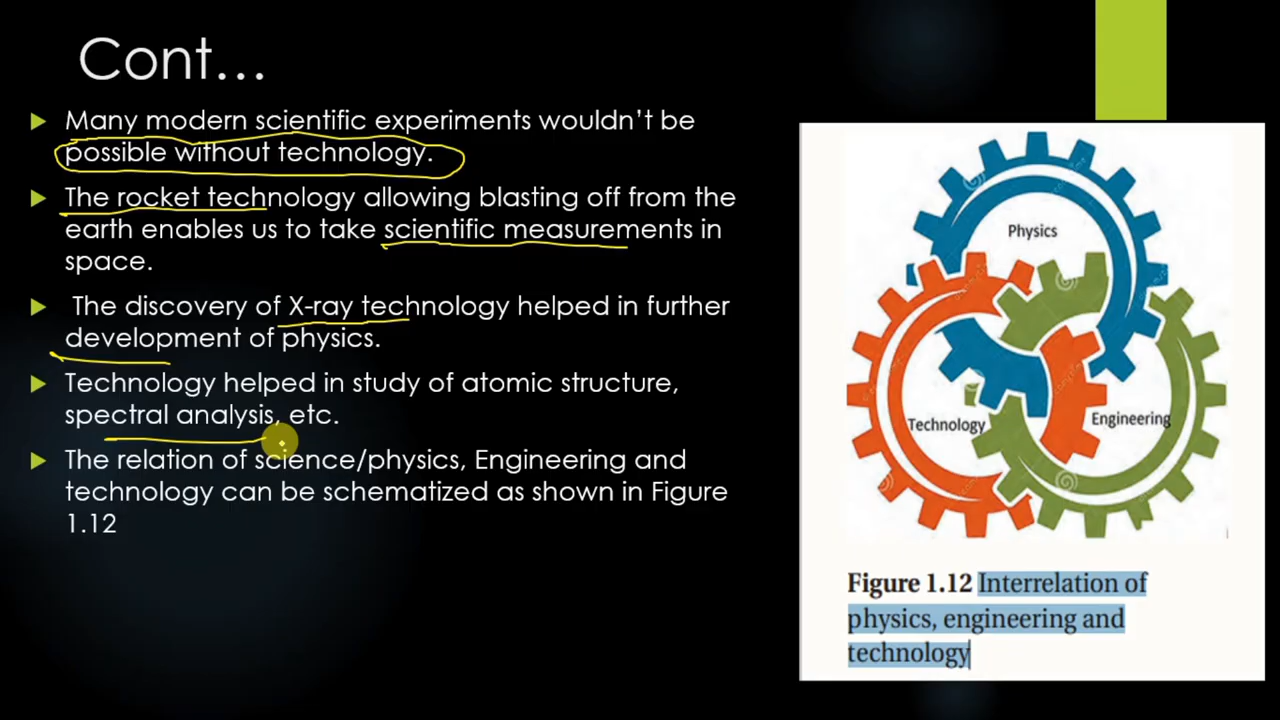 Cont…
Many modern scientific experiments wouldn't be
possible without technology.
The rocket technology allowing blasting off from the
earth enables us to take scientific measurements in
space.
The discovery of X-ray technology helped in further
development of physics.
Technology helped in study of atomic structure,
spectral analysis, etc.
The relation of science/physics, Engineering and
technology can be schematized as shown in Figure
1.12
Physics
Technology
Engineering
Figure 1.12 Interrelation of
physics, engineering and
technology